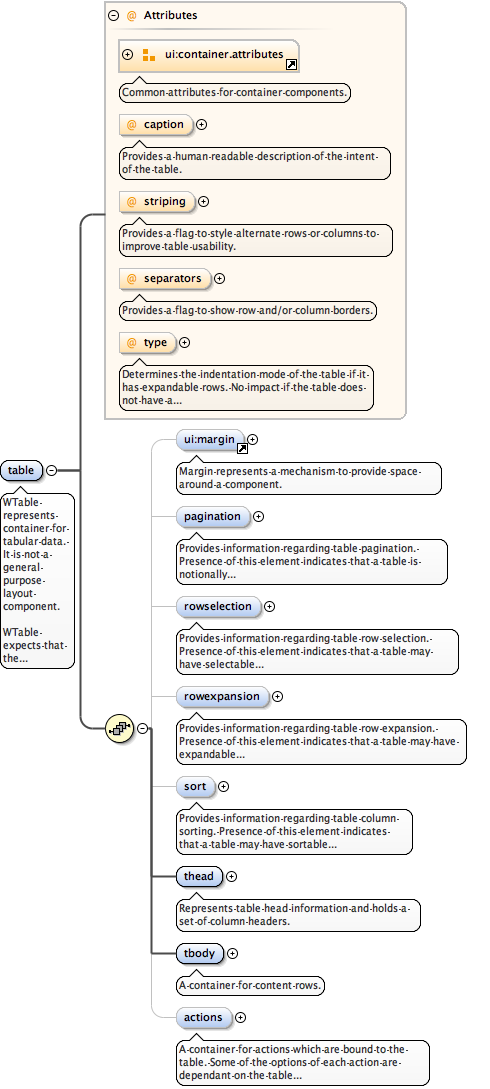 @ Attributes
ui:container.attributes
Common-attributes-for-container-components.
@ caption
Provides-a-human-readable-description-of-the-intent-
of-the-table.
@ striping
Provides-a-flag-to-style-alternate-rows-or-columns-to-
improve-table-usability.
@ separators
Provides-a-flag-to-show-row-and/or-column-borders.
@ type
Determines-the-indentation-mode-of-the-table-if-it-
has-expandable-rows.-No-impact-if-the-table-does-
not-have-a...
table
WTable-
represents-
container-for-
tabular-data.-
It-is-not-a-
general-
purpose-
layout-
component.
WTable-
expects-that-
the...
ui:margin
Margin-represents-a-mechanism-to-provide-space-
around-a-component.
pagination
Provides-information-regarding-table-pagination.-
Presence-of-this-element-indicates-that-a-table-is-
notionally...
rowselection
Provides-information-regarding-table-row-selection.-
Presence-of-this-element-indicates-that-a-table-may-
have-selectable...
rowexpansion
Provides-information-regarding-table-row-expansion.-
Presence-of-this-element-indicates-that-a-table-may-have-
expandable...
sort
Provides-information-regarding-table-column-
sorting.-Presence-of-this-element-indicates-
that-a-table-may-have-sortable...
thead
Represents-table-head-information-and-holds-a-
set-of-column-headers.
tbody
A-container-for-content-rows.
actions
A-container-for-actions-which-are-bound-to-the-
table.-Some-of-the-options-of-each-action-are-
dependant-on-the-table...